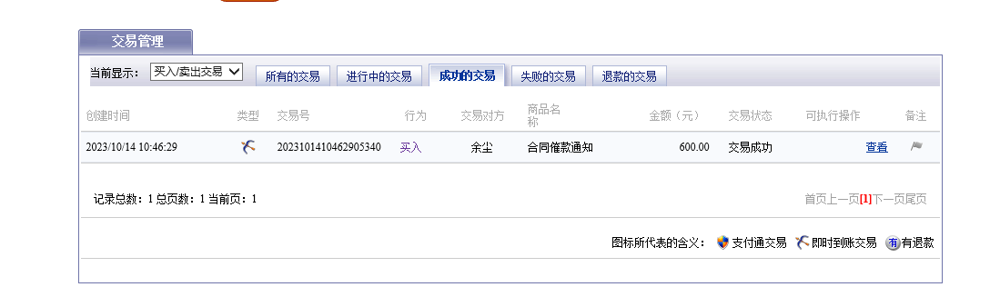 交易管理
当前显示： 买入/卖出交易 所有的交易 进行中的交易 成功的交易 失败的交易 退款的交易
创建时间 类型 交易号 行为 交易对方 商品名称 金额（元） 交易状态 可执行操作 备注
2023/10/14 10:46:29 2023101410462905340 买入 余尘 合同催款通知 600.00 交易成功 查看
记录总数：1 总页数：1 当前页：1 首页上一页[1]下一页尾页
图标所代表的含义： 支付通交易 即时到账交易 有 有退款